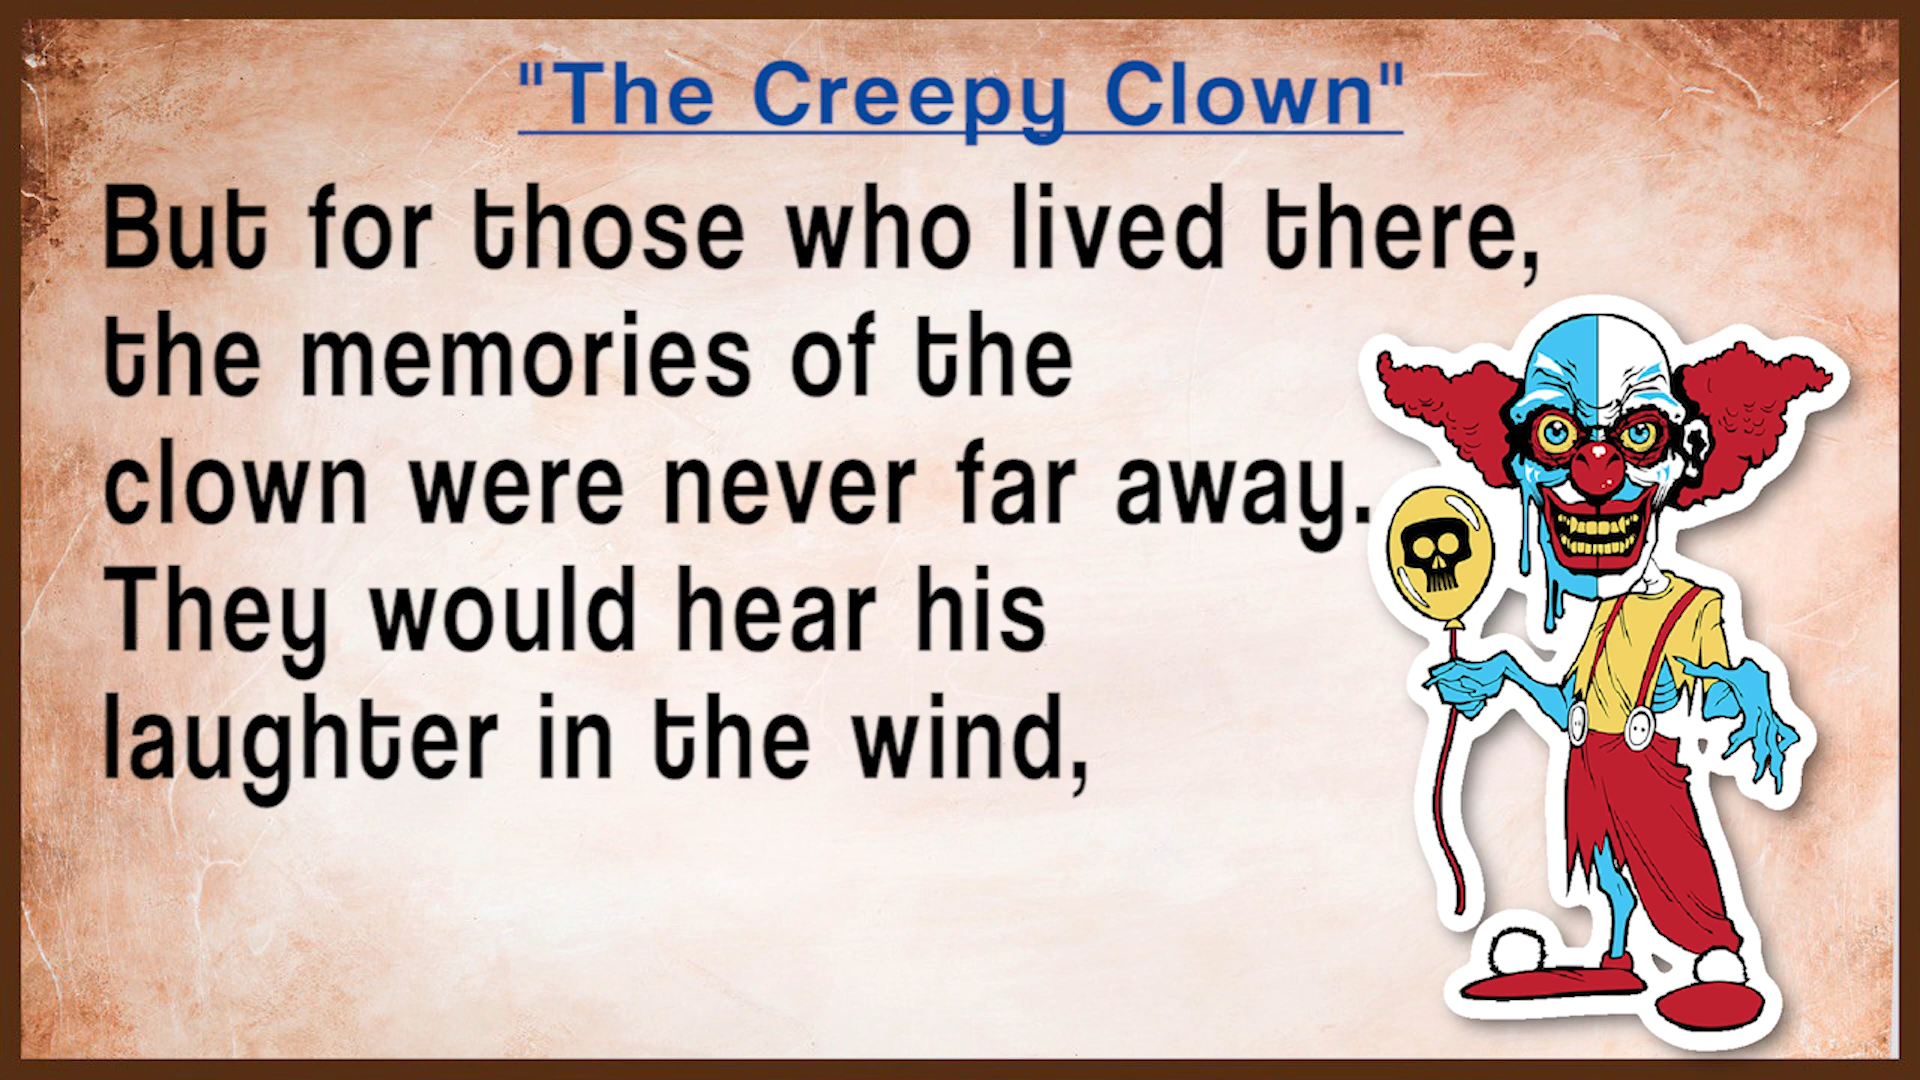 "The Creepy Clown"
But for those who lived there,
the memories of the
clown were never far away.
They would hear his
laughter in the wind,